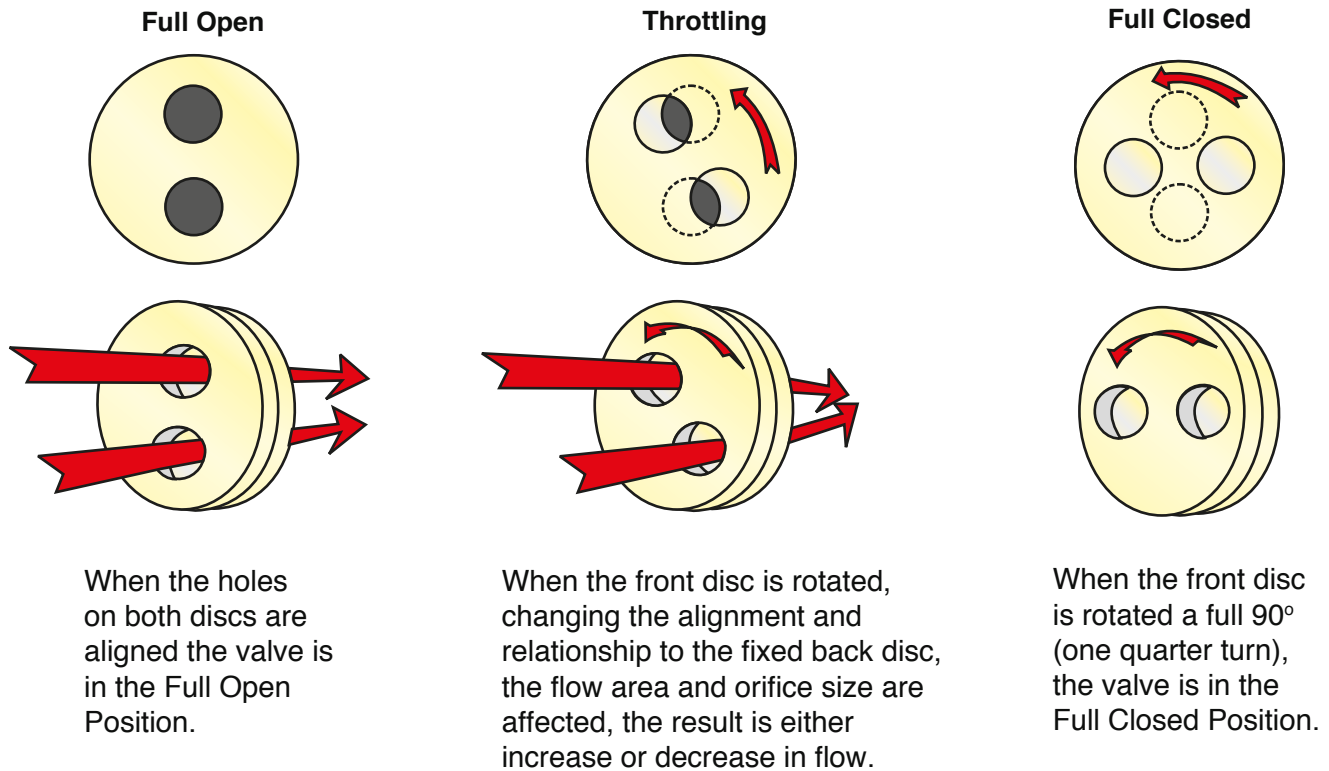 Full Open
Throttling
Full Closed
When the holes
on both discs are
aligned the valve is
in the Full Open
Position.
When the front disc is rotated,
changing the alignment and
relationship to the fixed back disc,
the flow area and orifice size are
affected, the result is either
increase or decrease in flow.
When the front disc
is rotated a full 90º
(one quarter turn),
the valve is in the
Full Closed Position.